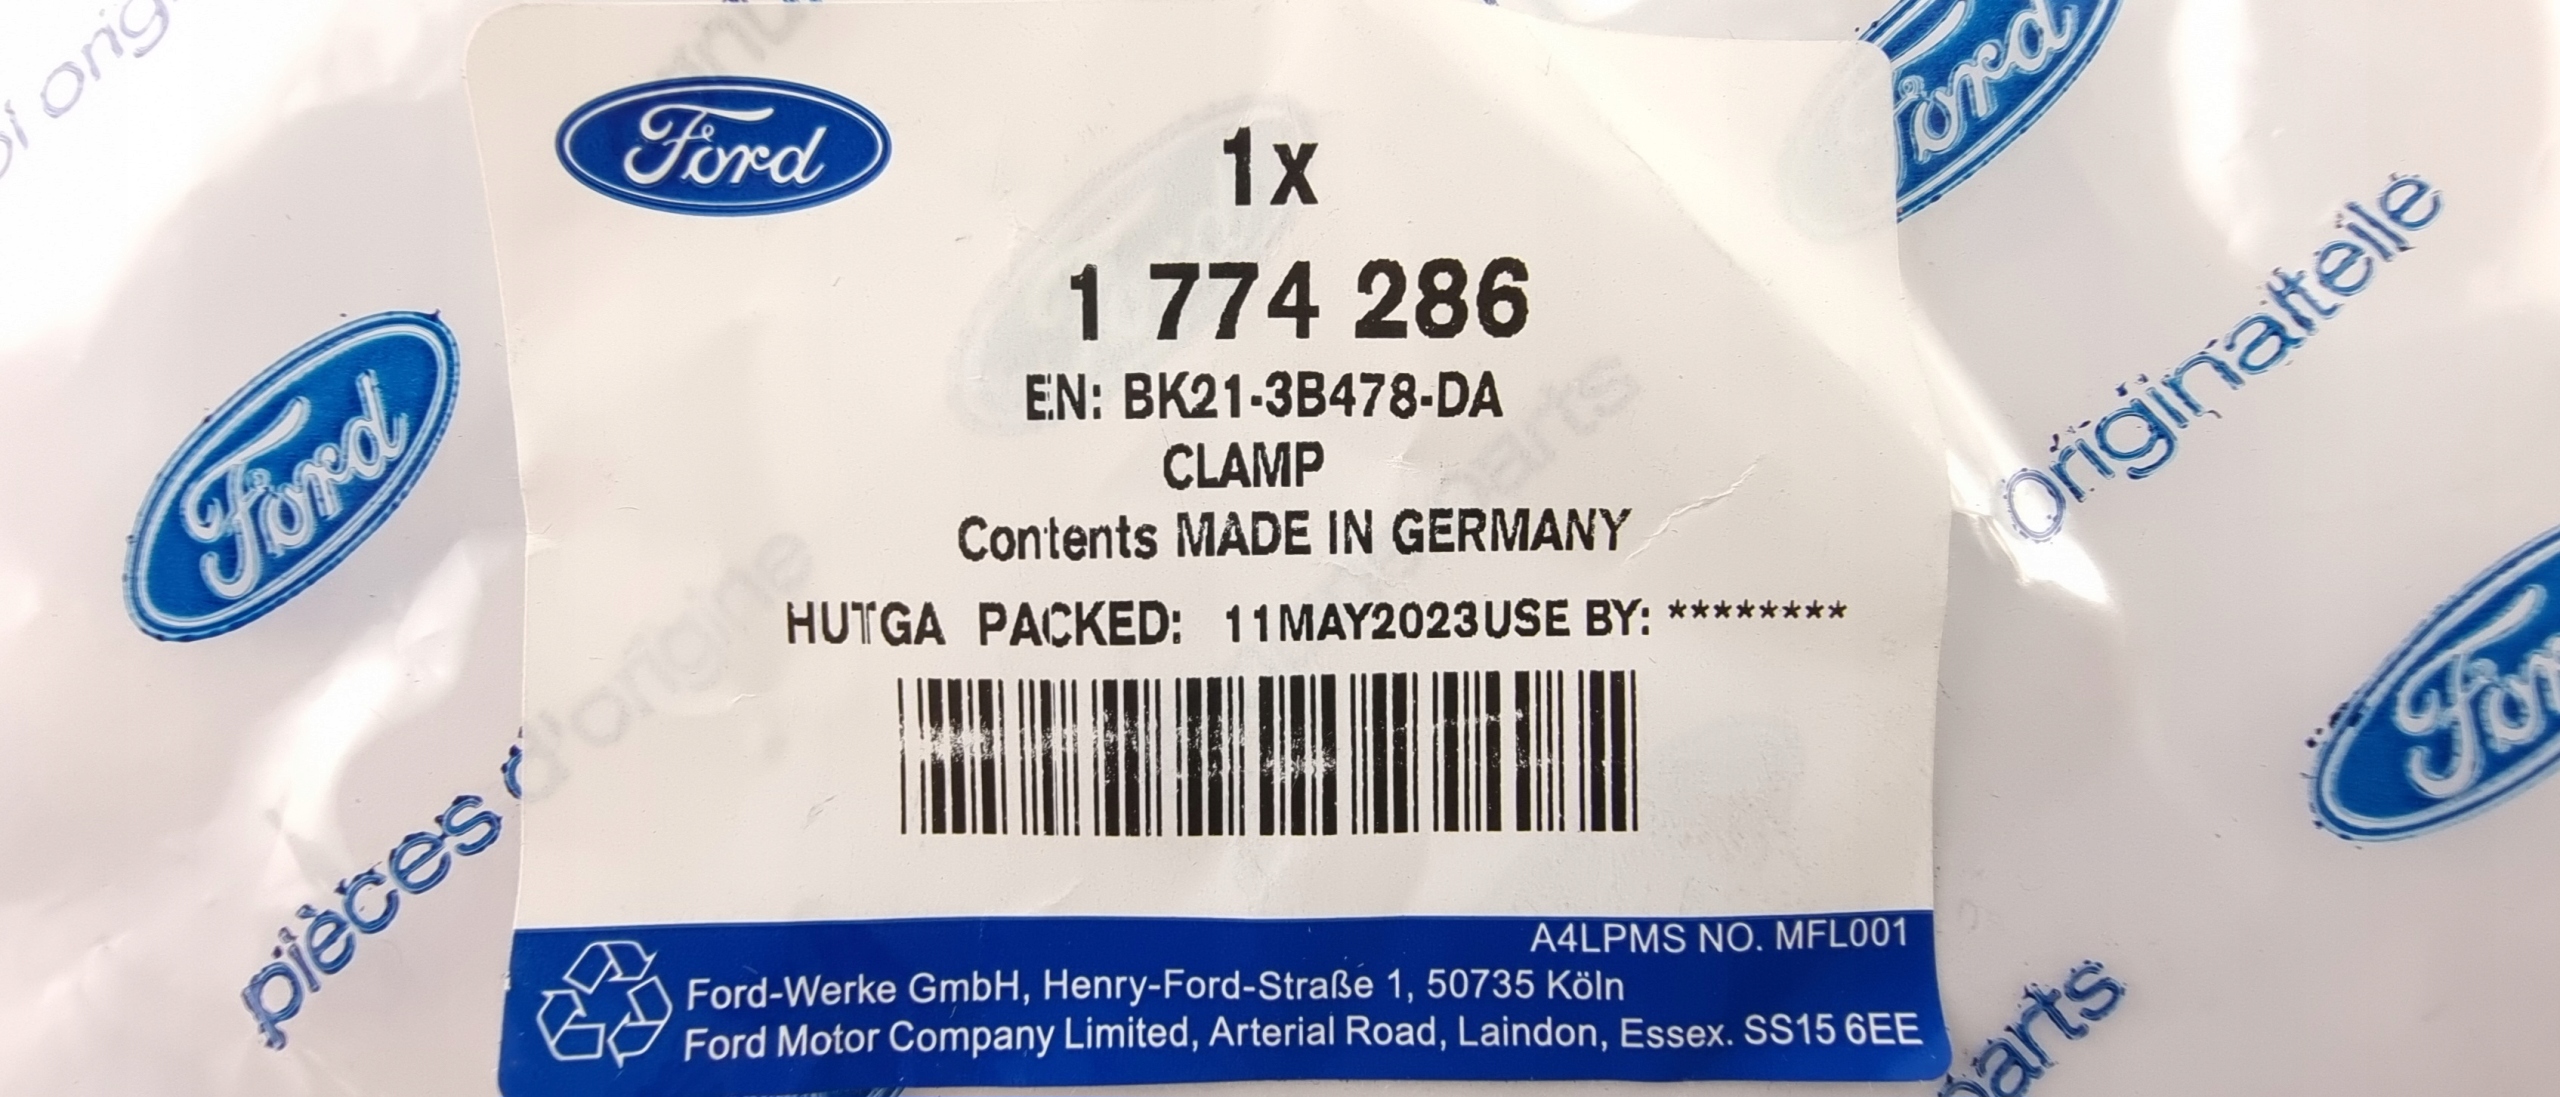 Ford
1x
1 774 286
EN: BK21-3B478-DA
CLAMP
Contents MADE IN GERMANY
HUTGA PACKED: 11MAY2023USE BY: ********
A4LPMS NO. MFL001
Ford-Werke GmbH, Henry-Ford-Straße 1, 50735 Köln
Ford Motor Company Limited, Arterial Road, Laindon, Essex. SS15 6EE
Ford
pièces d'origine
Ford
Originalteile
Ford
parts
parts